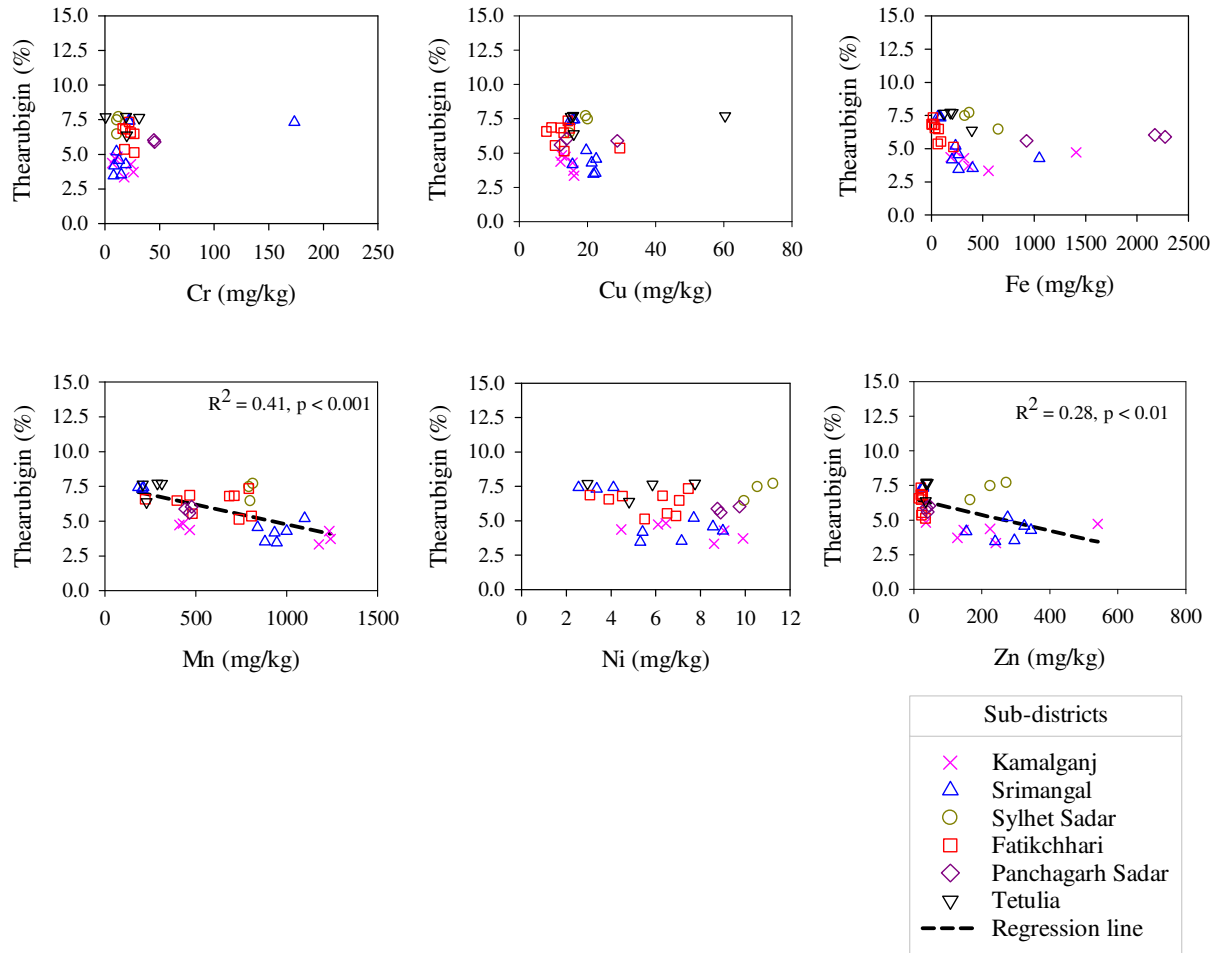 15.0
12.5
10.0
7.5
5.0
2.5
0.0
Thearubigin (%)
0 50 100 150 200 250
Cr (mg/kg)
15.0
12.5
10.0
7.5
5.0
2.5
0.0
Thearubigin (%)
0 20 40 60 80
Cu (mg/kg)
15.0
12.5
10.0
7.5
5.0
2.5
0.0
Thearubigin (%)
0 500 1000 1500 2000 2500
Fe (mg/kg)
15.0
12.5
10.0
7.5
5.0
2.5
0.0
Thearubigin (%)
R² = 0.41, p < 0.001
0 500 1000 1500
Mn (mg/kg)
15.0
12.5
10.0
7.5
5.0
2.5
0.0
Thearubigin (%)
0 2 4 6 8 10 12
Ni (mg/kg)
15.0
12.5
10.0
7.5
5.0
2.5
0.0
Thearubigin (%)
R² = 0.28, p < 0.01
0 200 400 600 800
Zn (mg/kg)
Sub-districts
Kamalganj
Srimangal
Sylhet Sadar
Fatikchhari
Panchagarh Sadar
Tetulia
Regression line